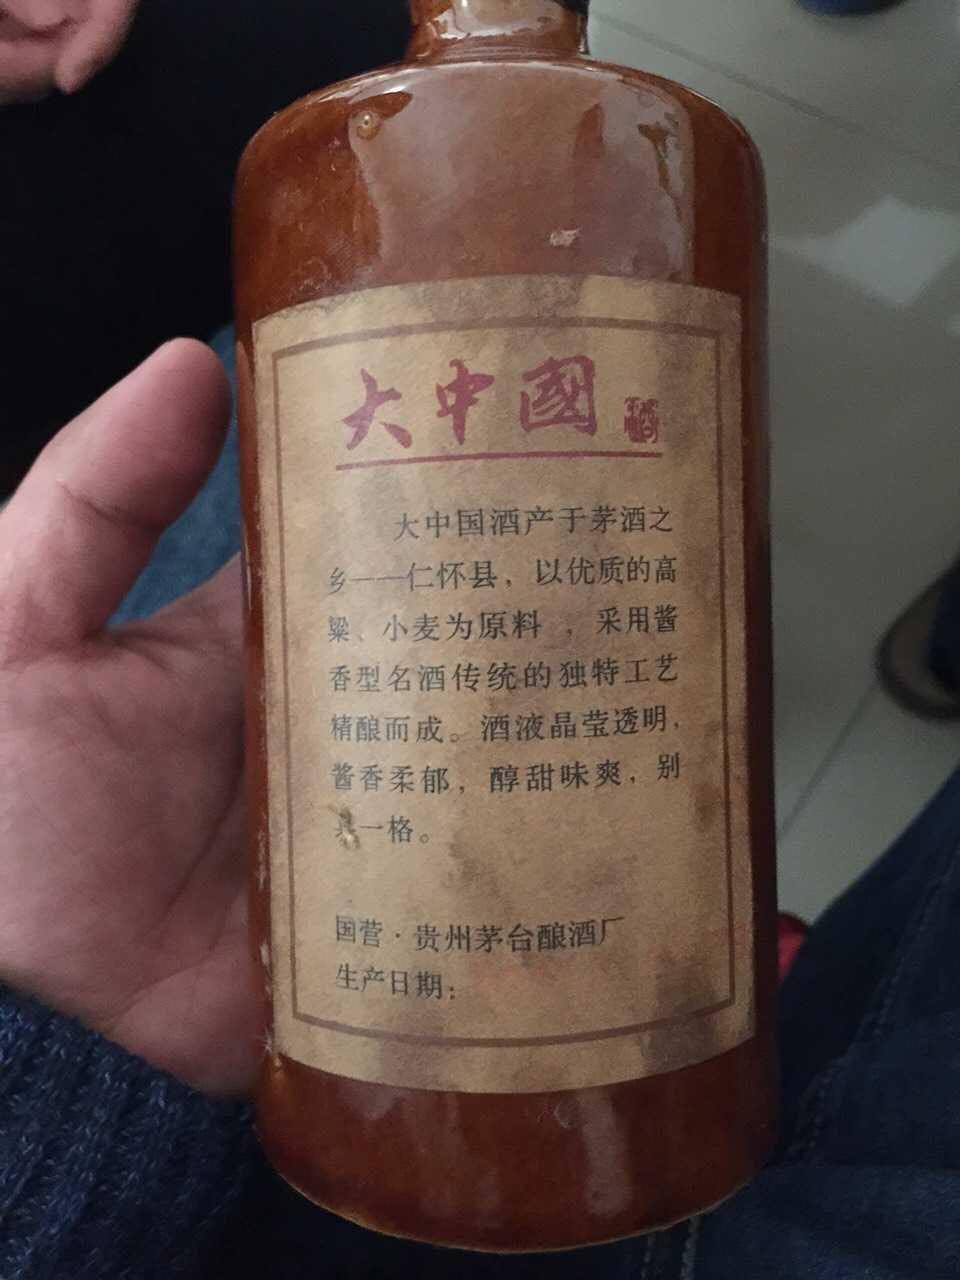 大中國
大中国酒产于茅酒之
乡——仁怀县，以优质的高
粱、小麦为原料，采用酱
香型名酒传统的独特工艺
精酿而成。酒液晶莹透明，
酱香柔郁，醇甜味爽，别
具一格。
国营·贵州茅台酿酒厂
生产日期：